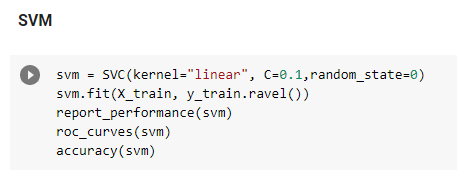 SVM
svm = SVC(kernel="linear", C=0.1,random_state=0)
svm.fit(X_train, y_train.ravel())
report_performance(svm)
roc_curves(svm)
accuracy(svm)